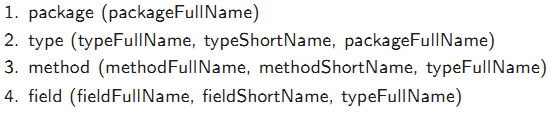 1. package (packageFullName)
2. type (typeFullName, typeShortName, packageFullName)
3. method (methodFullName, methodShortName, typeFullName)
4. field (fieldFullName, fieldShortName, typeFullName)